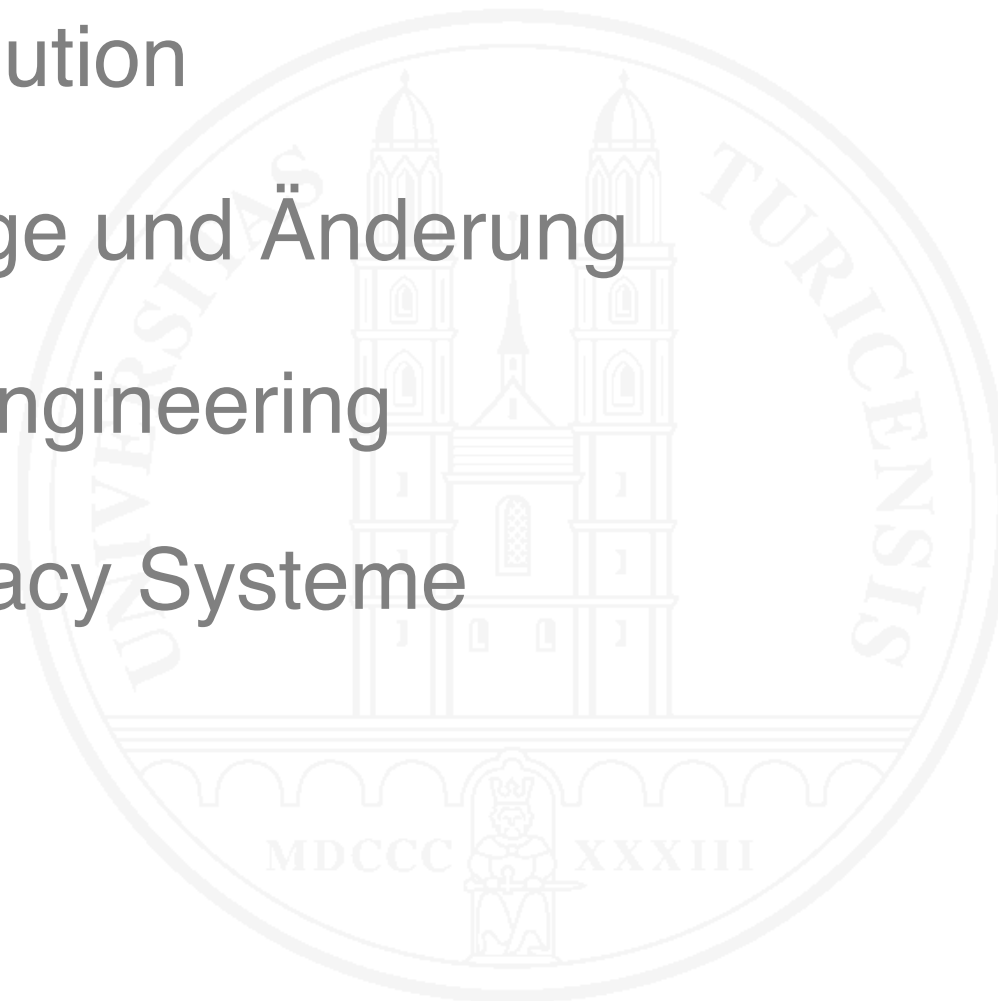 ution
ge und Änderung
ngineering
acy Systeme
UNIVERSITAS TURICENSIS
MDCCC XXXIII